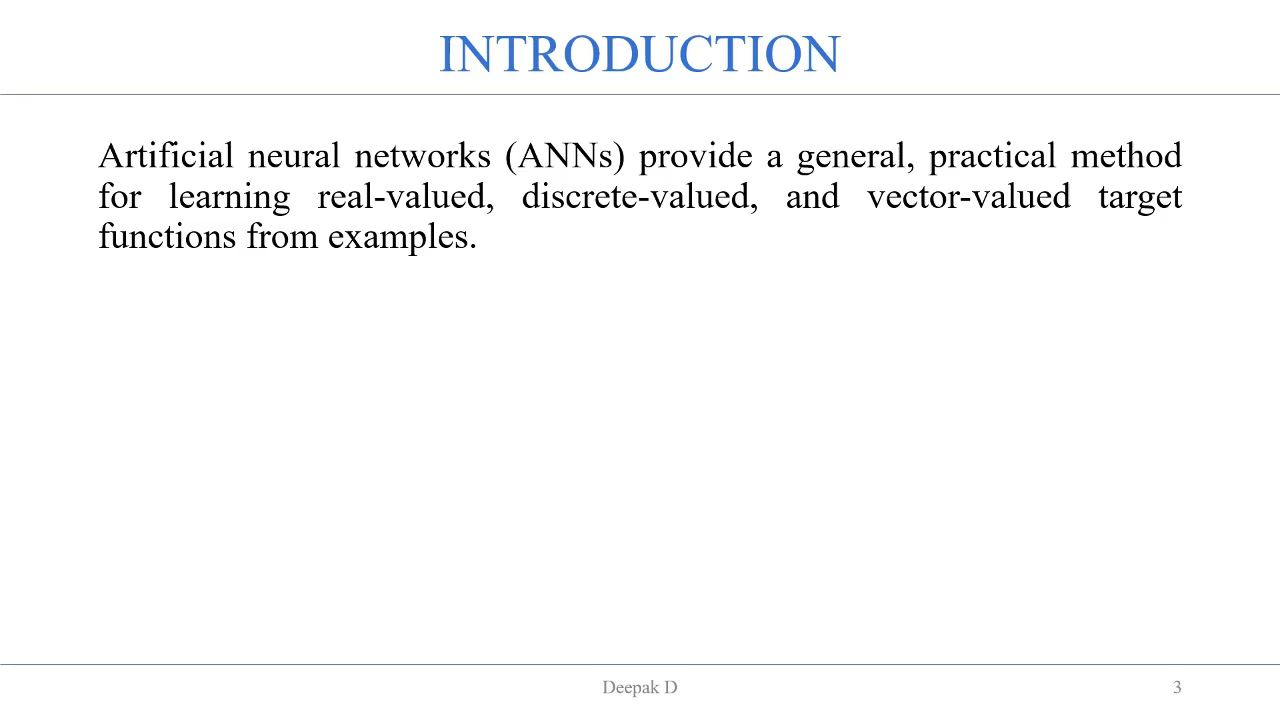 INTRODUCTION
Artificial neural networks (ANNs) provide a general, practical method
for learning real-valued, discrete-valued, and vector-valued target
functions from examples.
Deepak D
3